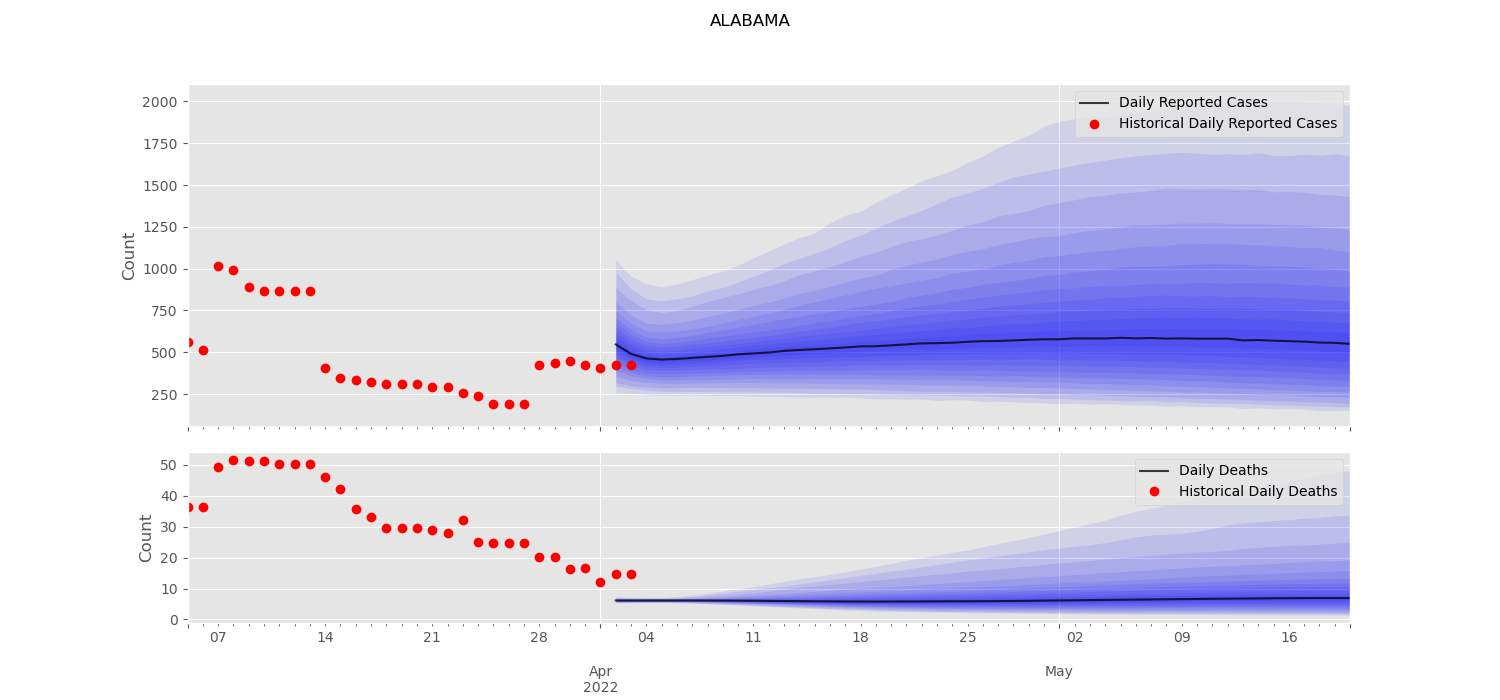 ALABAMA
Count
2000
1750
1500
1250
1000
750
500
250
Daily Reported Cases
Historical Daily Reported Cases
Count
50
40
30
20
10
0
Daily Deaths
Historical Daily Deaths
07 14 21 28 04 11 18 25 02 09 16
Apr May
2022